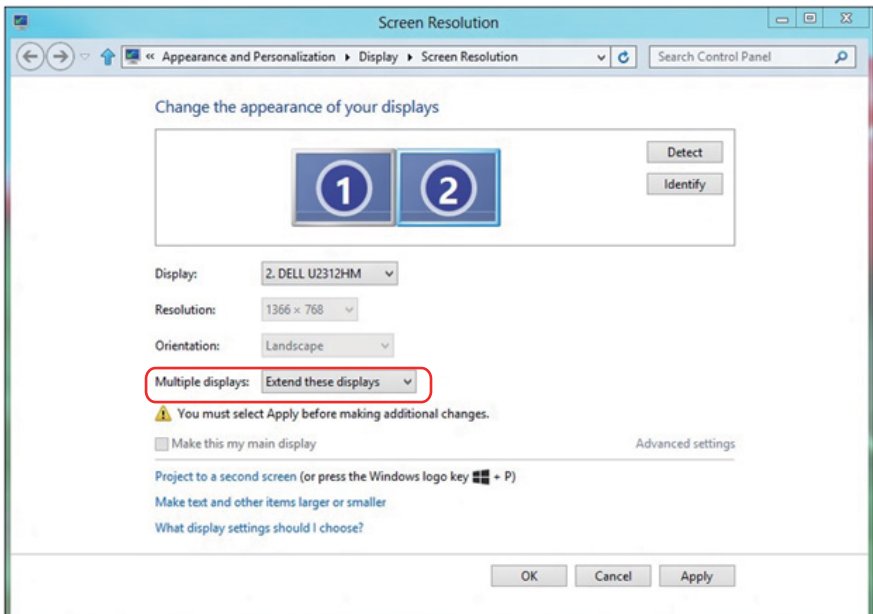 Screen Resolution
« Appearance and Personalization Display Screen Resolution Search Control Panel
Change the appearance of your displays
1 2
Detect
Identify
Display: 2. DELL U2312HM
Resolution: 1366 × 768
Orientation: Landscape
Multiple displays: Extend these displays
You must select Apply before making additional changes.
Make this my main display Advanced settings
Project to a second screen (or press the Windows logo key + P)
Make text and other items larger or smaller
What display settings should I choose?
OK Cancel Apply